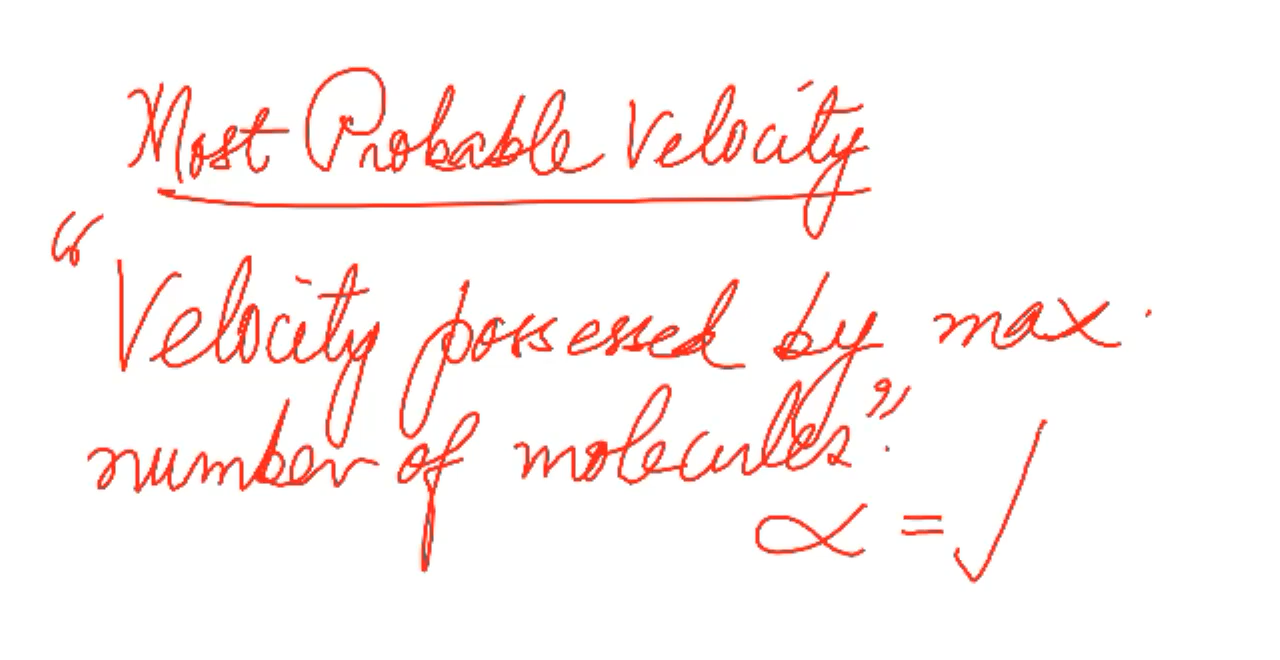 Most Probable Velocity
"Velocity possessed by max.
number of molecules".
α = √